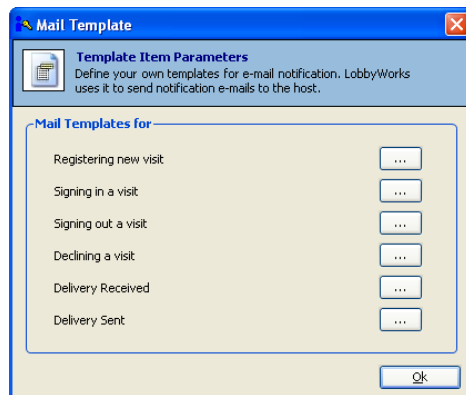 Mail Template
Template Item Parameters
Define your own templates for e-mail notification. LobbyWorks
uses it to send notification e-mails to the host.
Mail Templates for
Registering new visit
...
Signing in a visit
...
Signing out a visit
...
Declining a visit
...
Delivery Received
...
Delivery Sent
...
Ok